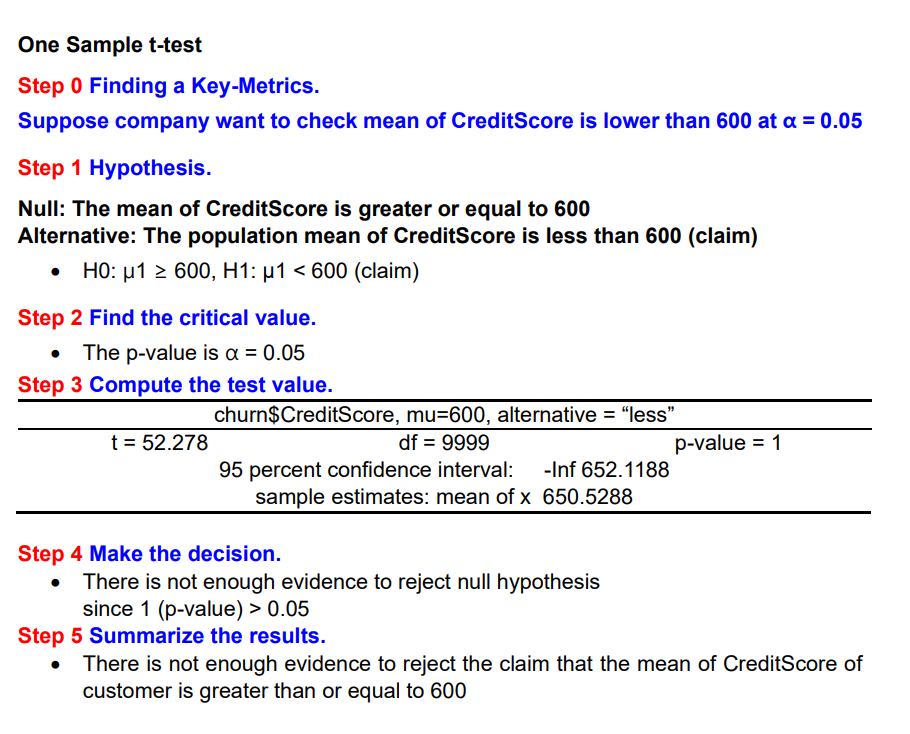 One Sample t-test
Step 0 Finding a Key-Metrics.
Suppose company want to check mean of CreditScore is lower than 600 at α = 0.05
Step 1 Hypothesis.
Null: The mean of CreditScore is greater or equal to 600
Alternative: The population mean of CreditScore is less than 600 (claim)
• H0: µ1 ≥ 600, H1: µ1 < 600 (claim)
Step 2 Find the critical value.
• The p-value is α = 0.05
Step 3 Compute the test value.
churn$CreditScore, mu=600, alternative = “less”
t = 52.278 df = 9999 p-value = 1
95 percent confidence interval: -Inf 652.1188
sample estimates: mean of x 650.5288
Step 4 Make the decision.
• There is not enough evidence to reject null hypothesis
since 1 (p-value) > 0.05
Step 5 Summarize the results.
• There is not enough evidence to reject the claim that the mean of CreditScore of
customer is greater than or equal to 600